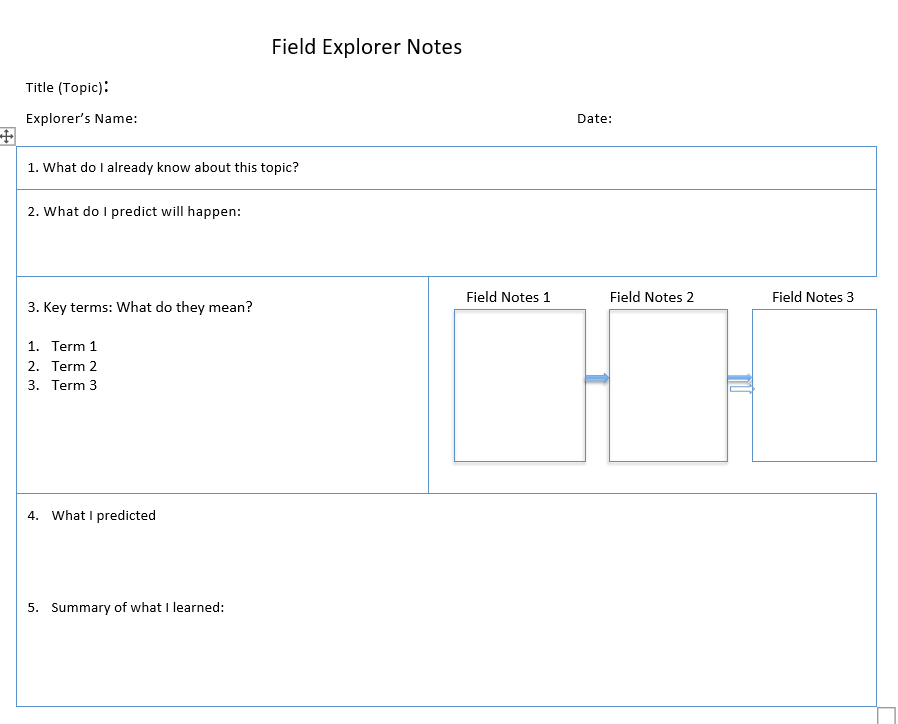 Field Explorer Notes
Title (Topic):
Explorer’s Name: Date:
1. What do I already know about this topic?
2. What do I predict will happen:
3. Key terms: What do they mean?
1. Term 1
2. Term 2
3. Term 3
Field Notes 1 Field Notes 2 Field Notes 3
4. What I predicted
5. Summary of what I learned: